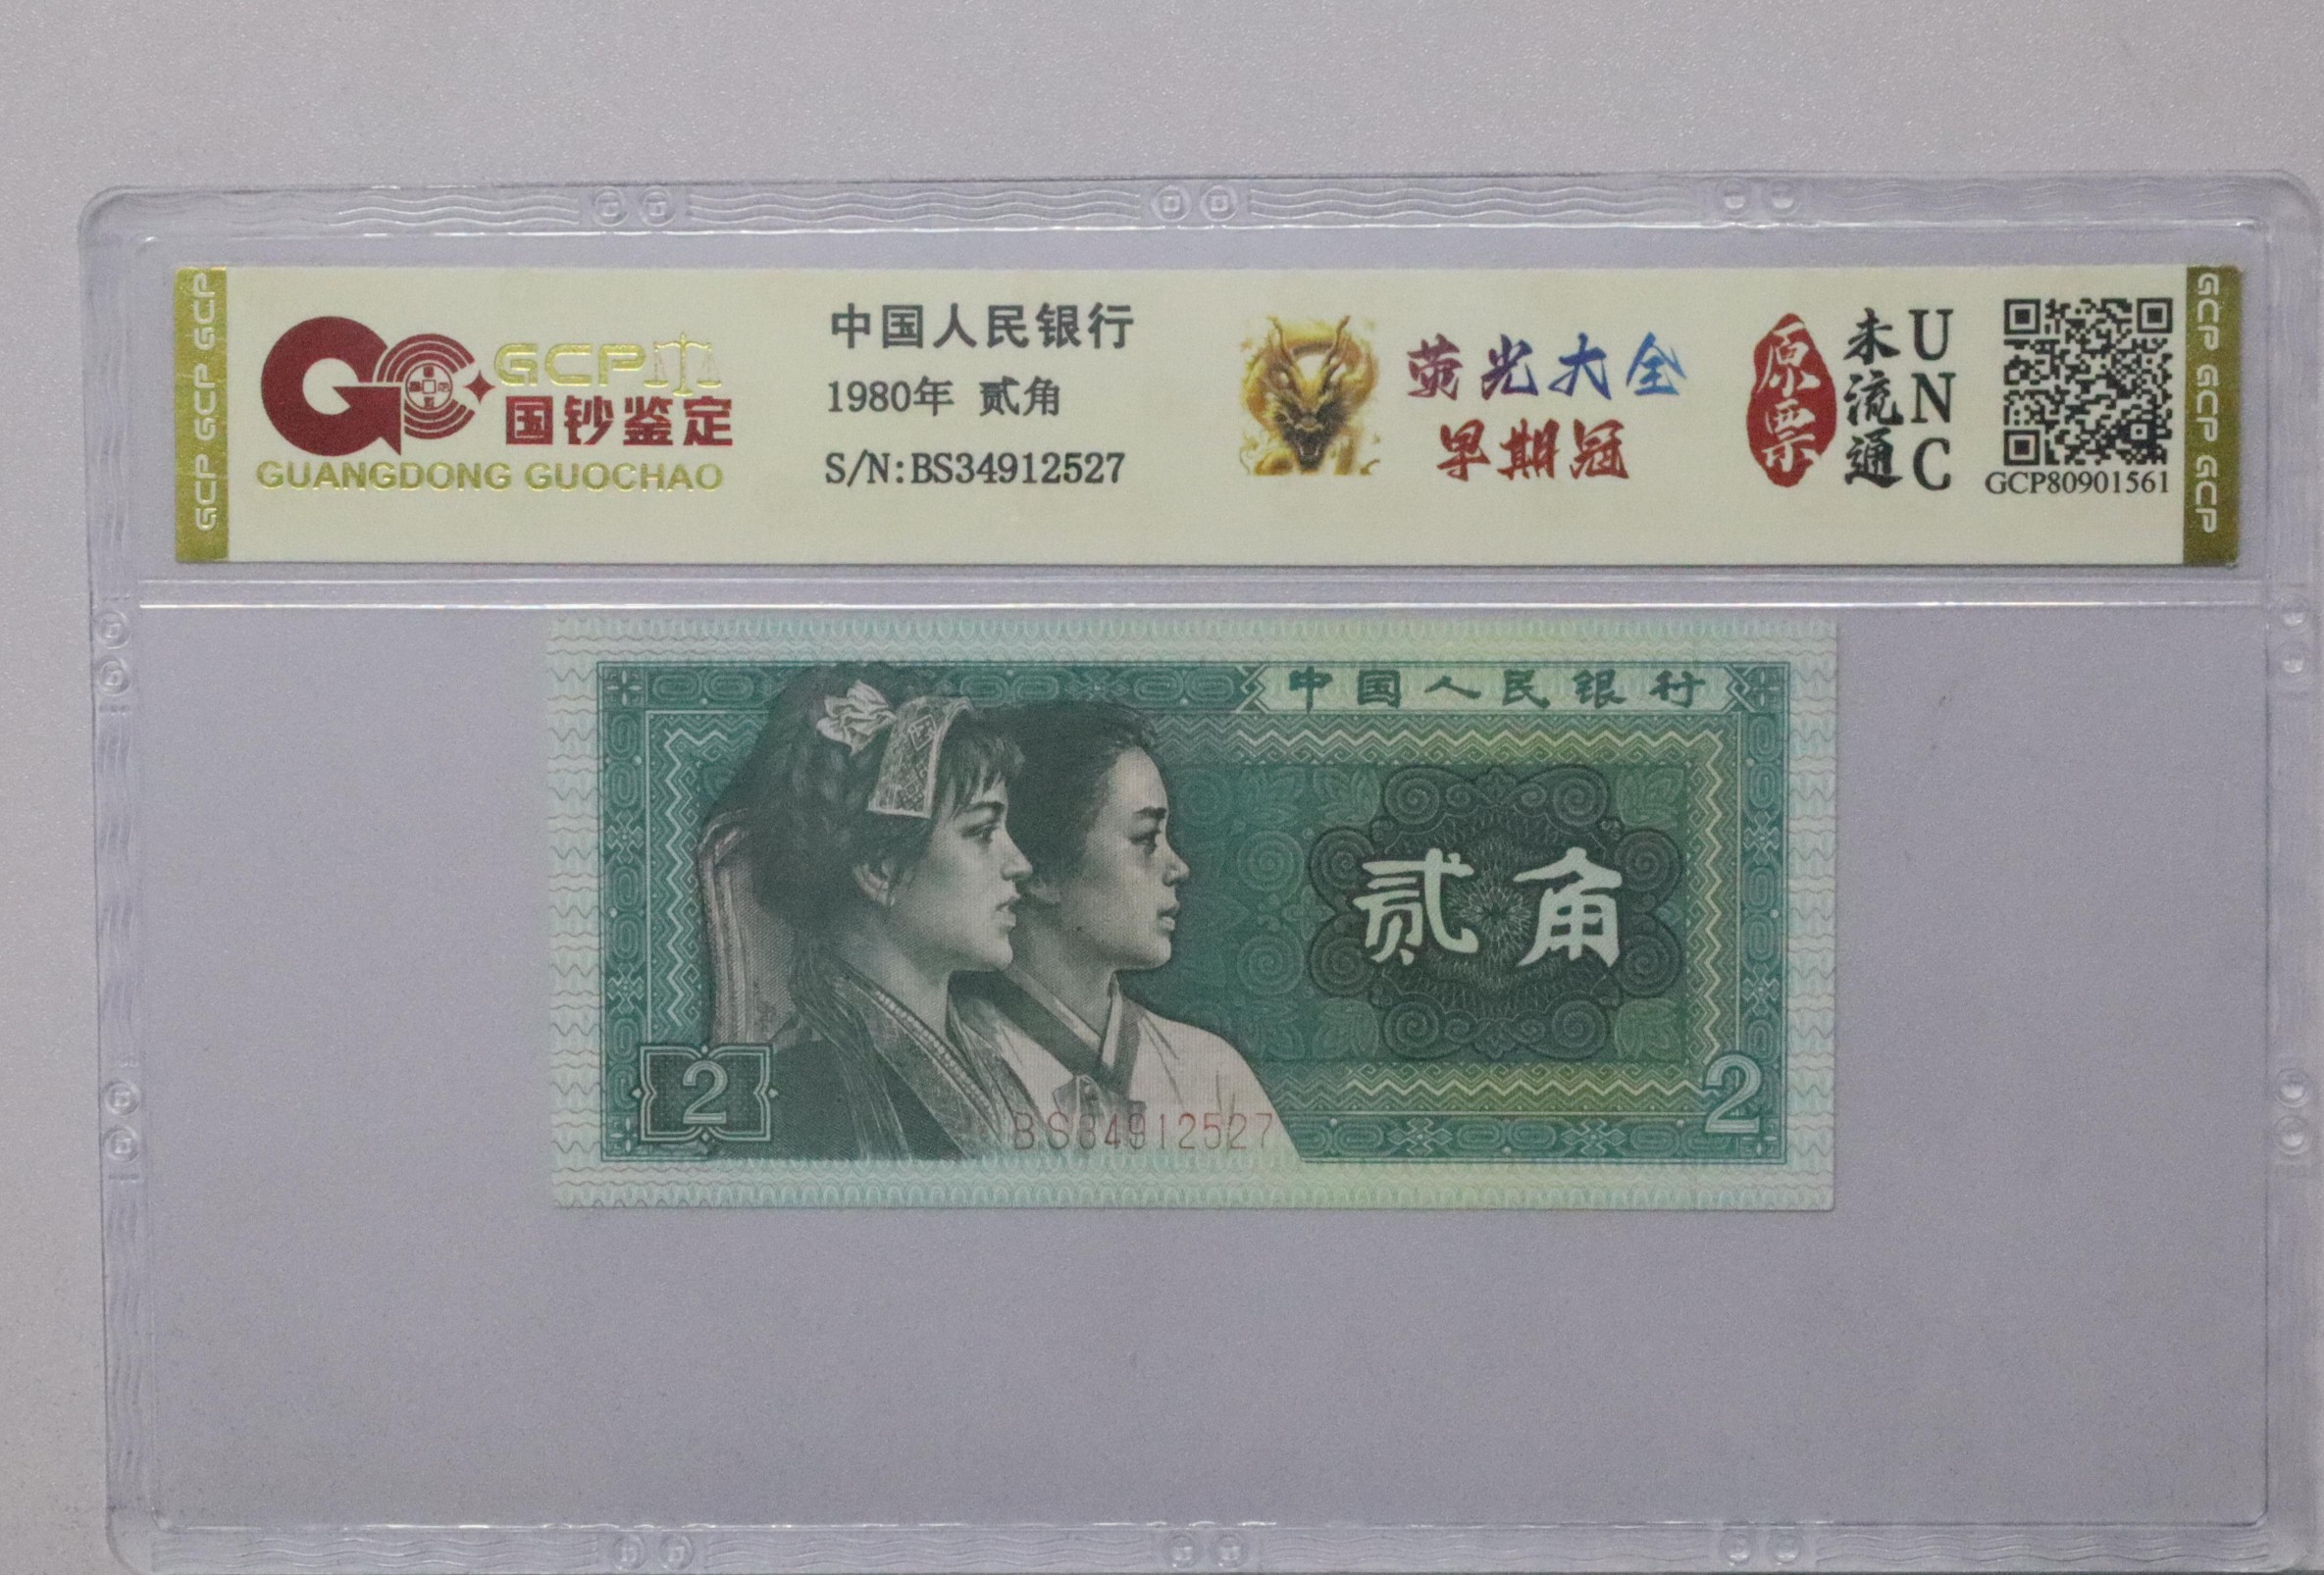 GCP GCP GCP
GCP
国钞鉴定
GUANGDONG GUOCHAO
中国人民银行
1980年 贰角
S/N:BS34912527
荧光大全
早期冠
原票
未流通
UNC
GCP80901561
GCP GCP GCP
中国人民银行
贰角
2
BS34912527
2